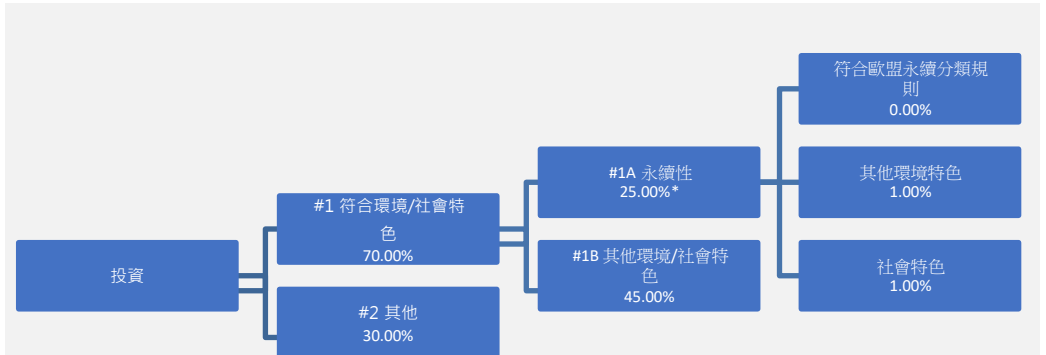 投資
#1 符合環境/社會特
色
70.00%
#2 其他
30.00%
#1A 永續性
25.00%*
#1B 其他環境/社會特
色
45.00%
符合歐盟永續分類規
則
0.00%
其他環境特色
1.00%
社會特色
1.00%